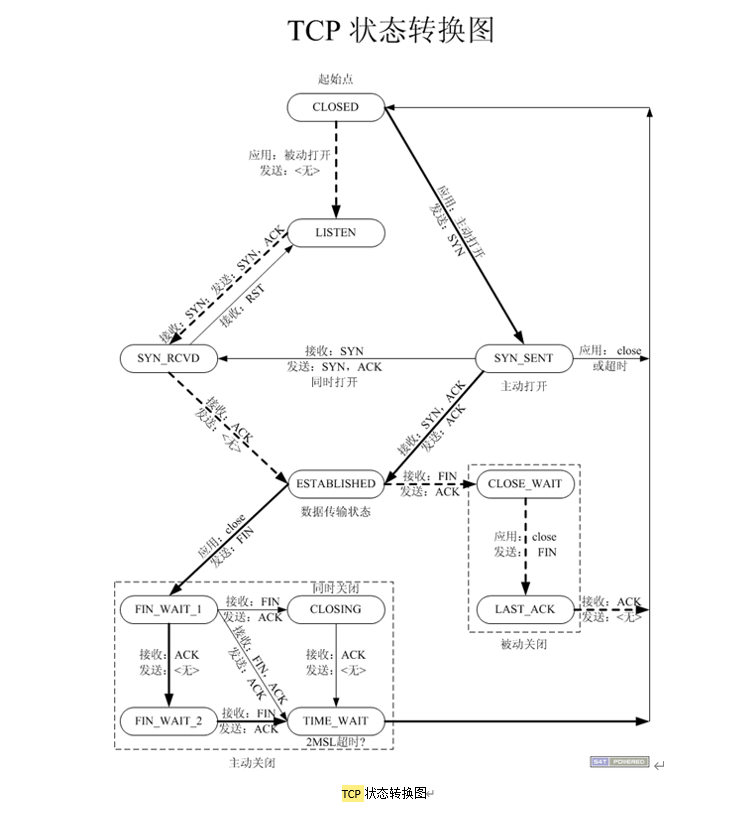 TCP 状态转换图
起始点
CLOSED
应用：被动打开
发送：<无>
应用：主动打开
发送：SYN
LISTEN
接收：SYN；发送：SYN，ACK
接收：RST
SYN_RCVD
接收：SYN
发送：SYN，ACK
同时打开
SYN_SENT
主动打开
应用： close
或超时
接收：ACK
发送：<无>
接收：SYN，ACK
发送：ACK
ESTABLISHED
数据传输状态
接收：FIN
发送：ACK
CLOSE_WAIT
应用：close
发送： FIN
LAST_ACK
接收：ACK
发送：<无>
被动关闭
应用：close
发送：FIN
同时关闭
FIN_WAIT_1
接收：FIN
发送：ACK
CLOSING
接收：ACK
发送：<无>
接收：FIN，ACK
发送：ACK
接收：ACK
发送：<无>
FIN_WAIT_2
接收：FIN
发送：ACK
TIME_WAIT
2MSL超时?
主动关闭
S4T POWERED
TCP 状态转换图